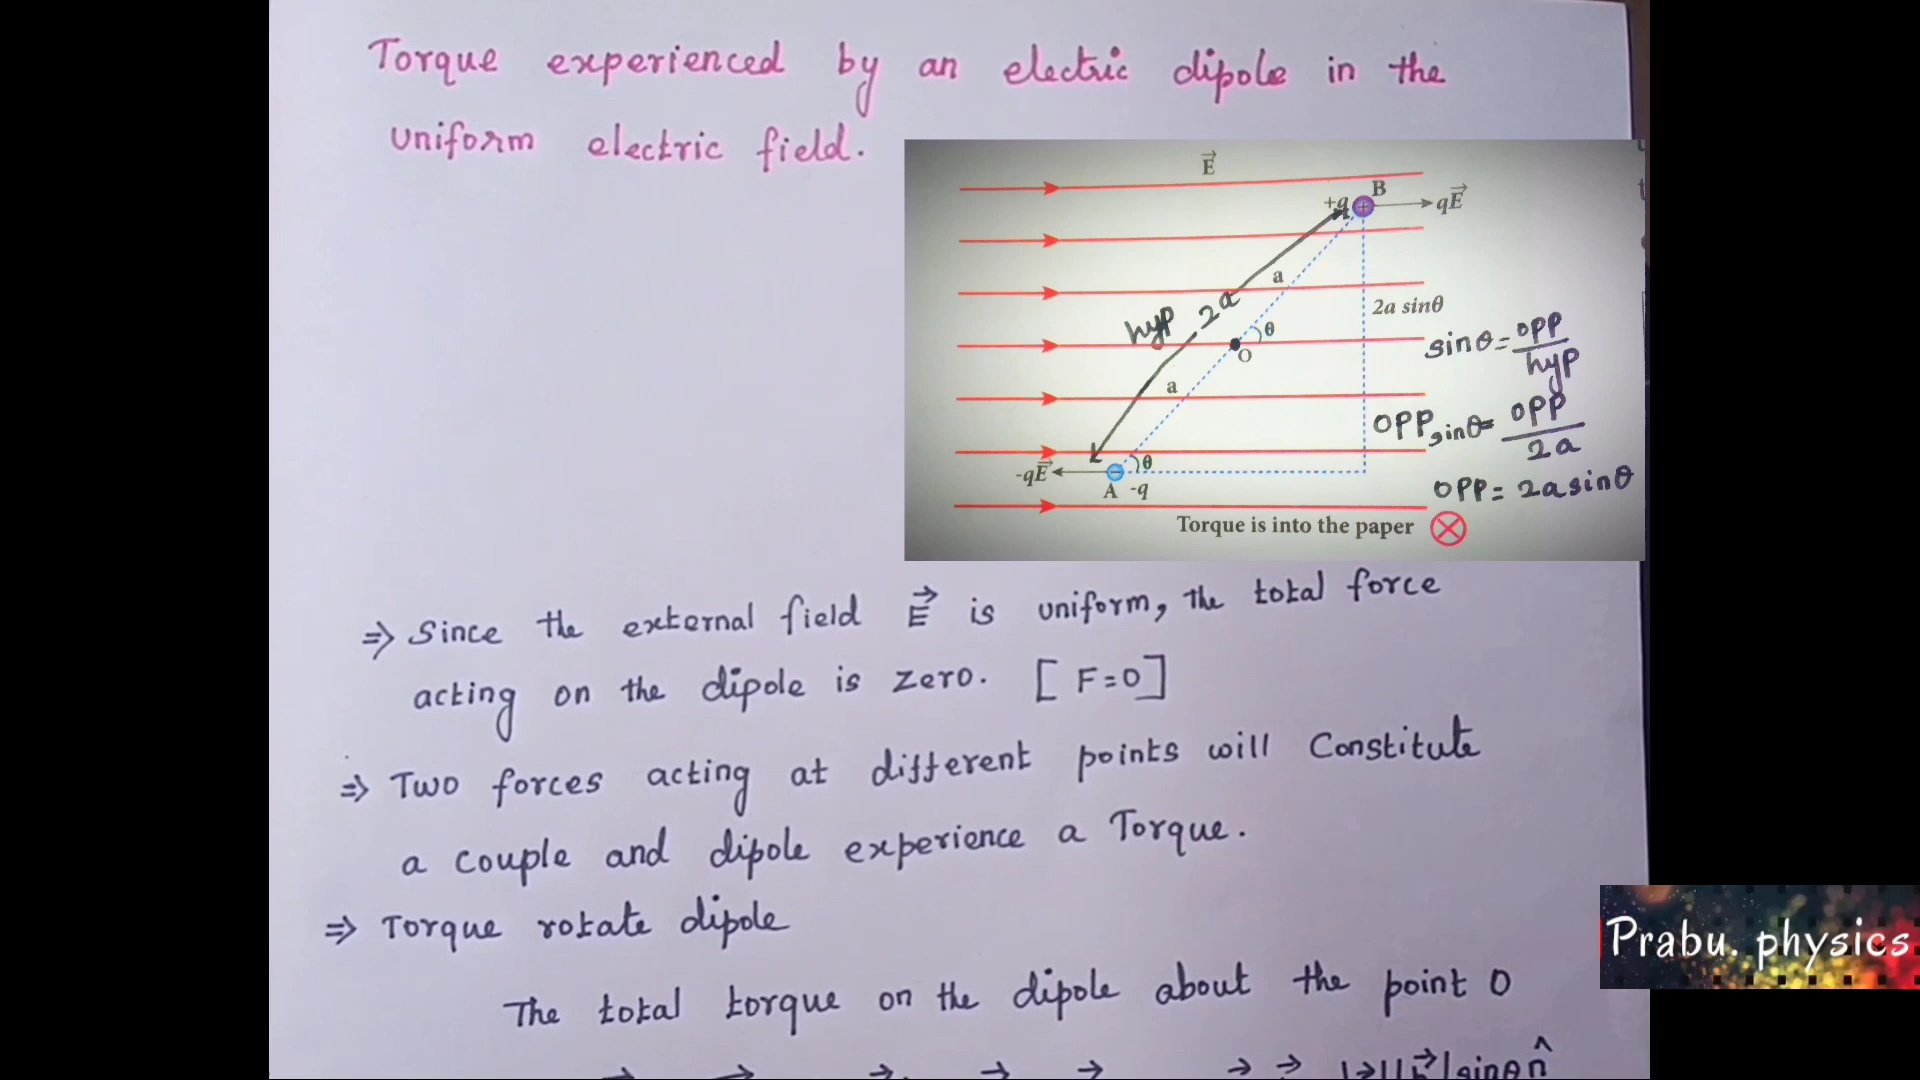 Torque experienced by an electric dipole in the
uniform electric field.
E⃗
B
+q
qE⃗
a
2a sinθ
hyp 2a
θ
O
sinθ = opp/hyp
a
opp sinθ = opp/2a
θ
-qE⃗
A -q
opp = 2a sinθ
Torque is into the paper
⇒ Since the external field E⃗ is uniform, the total force
acting on the dipole is zero. [F=0]
⇒ Two forces acting at different points will Constitute
a couple and dipole experience a Torque.
⇒ Torque rotate dipole
The total torque on the dipole about the point O
sinθ n̂
Prabu. physics